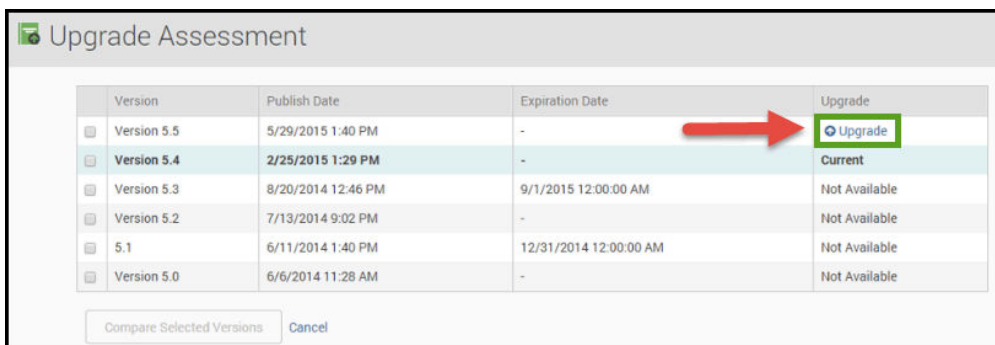 Upgrade Assessment
Version Publish Date Expiration Date Upgrade
Version 5.5 5/29/2015 1:40 PM - Upgrade
Version 5.4 2/25/2015 1:29 PM - Current
Version 5.3 8/20/2014 12:46 PM 9/1/2015 12:00:00 AM Not Available
Version 5.2 7/13/2014 9:02 PM - Not Available
5.1 6/11/2014 1:40 PM 12/31/2014 12:00:00 AM Not Available
Version 5.0 6/6/2014 11:28 AM - Not Available
Compare Selected Versions Cancel